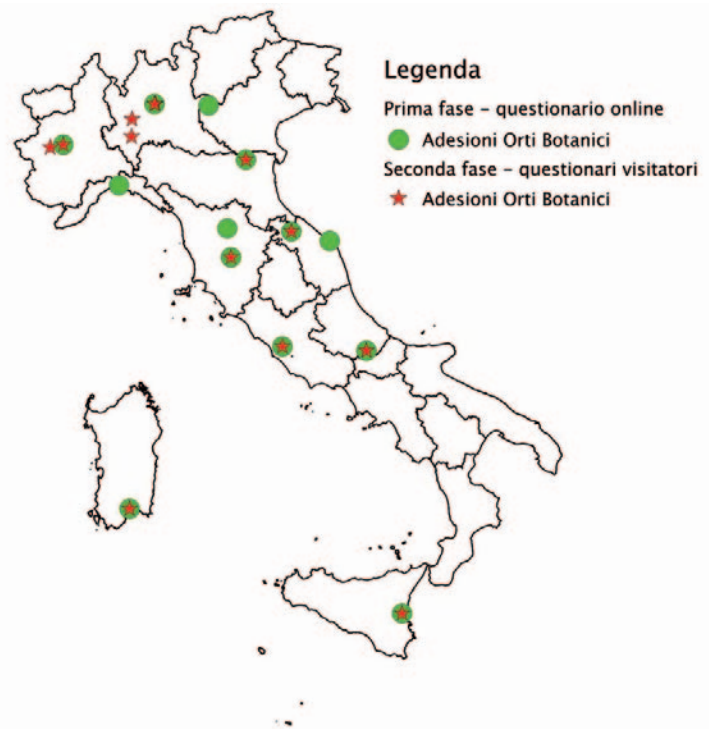 Legenda
Prima fase – questionario online
Adesioni Orti Botanici
Seconda fase – questionari visitatori
Adesioni Orti Botanici